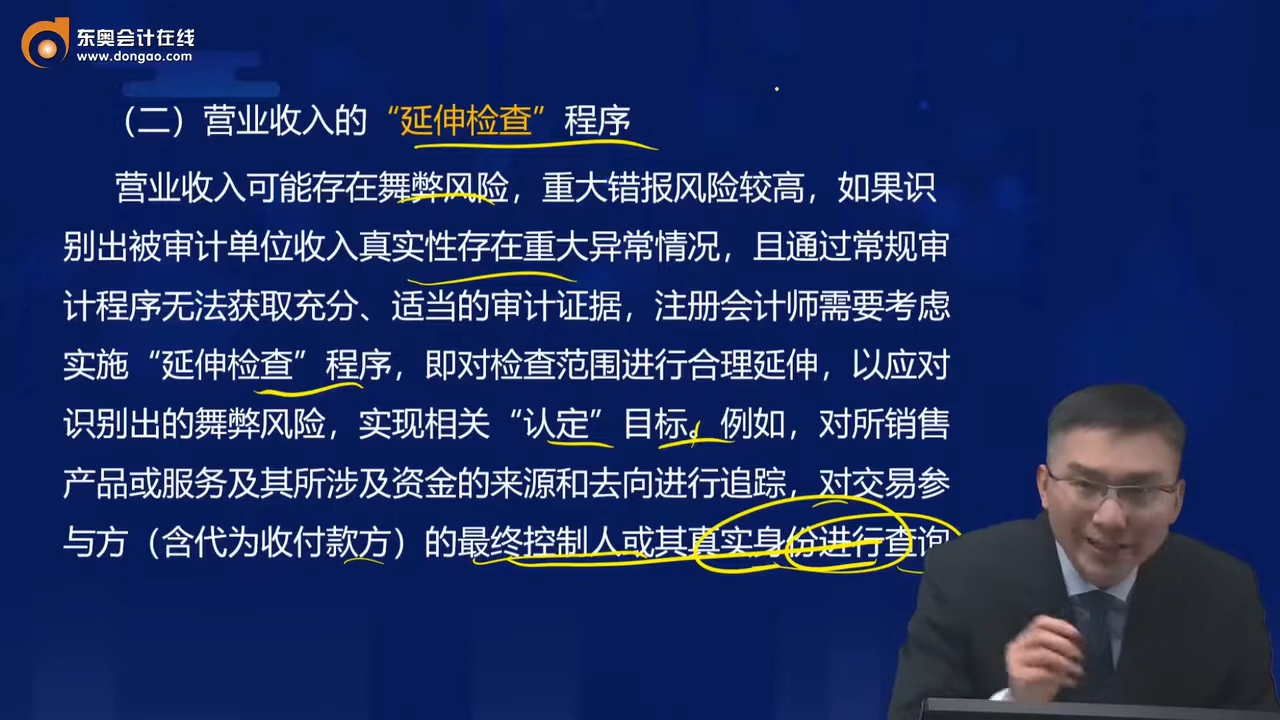 东奥会计在线
www.dongao.com
（二）营业收入的“延伸检查”程序
营业收入可能存在舞弊风险，重大错报风险较高，如果识
别出被审计单位收入真实性存在重大异常情况，且通过常规审
计程序无法获取充分、适当的审计证据，注册会计师需要考虑
实施“延伸检查”程序，即对检查范围进行合理延伸，以应对
识别出的舞弊风险，实现相关“认定”目标。例如，对所销售
产品或服务及其所涉及资金的来源和去向进行追踪，对交易参
与方（含代为收付款方）的最终控制人或其真实身份进行查询